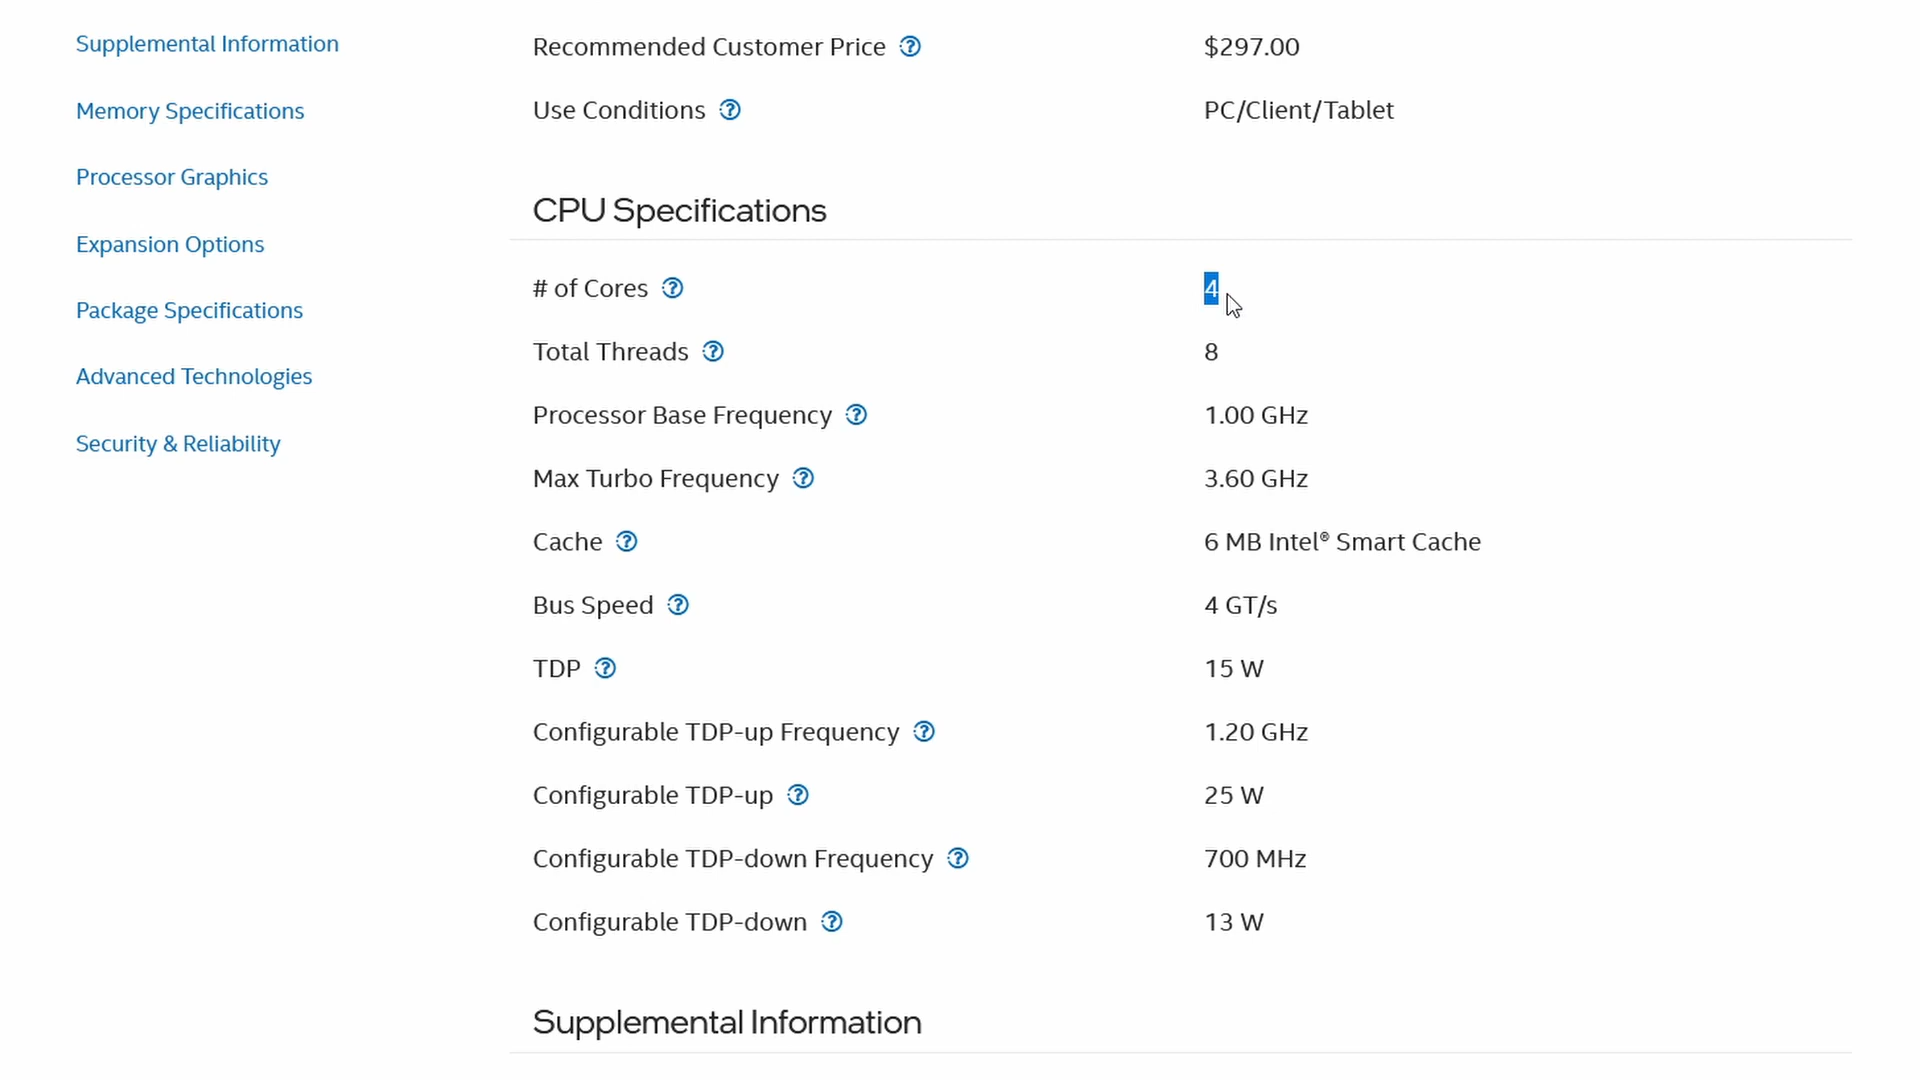 Supplemental Information
Memory Specifications
Processor Graphics
Expansion Options
Package Specifications
Advanced Technologies
Security & Reliability
Recommended Customer Price ? $297.00
Use Conditions ? PC/Client/Tablet
CPU Specifications
# of Cores ? 4
Total Threads ? 8
Processor Base Frequency ? 1.00 GHz
Max Turbo Frequency ? 3.60 GHz
Cache ? 6 MB Intel® Smart Cache
Bus Speed ? 4 GT/s
TDP ? 15 W
Configurable TDP-up Frequency ? 1.20 GHz
Configurable TDP-up ? 25 W
Configurable TDP-down Frequency ? 700 MHz
Configurable TDP-down ? 13 W
Supplemental Information